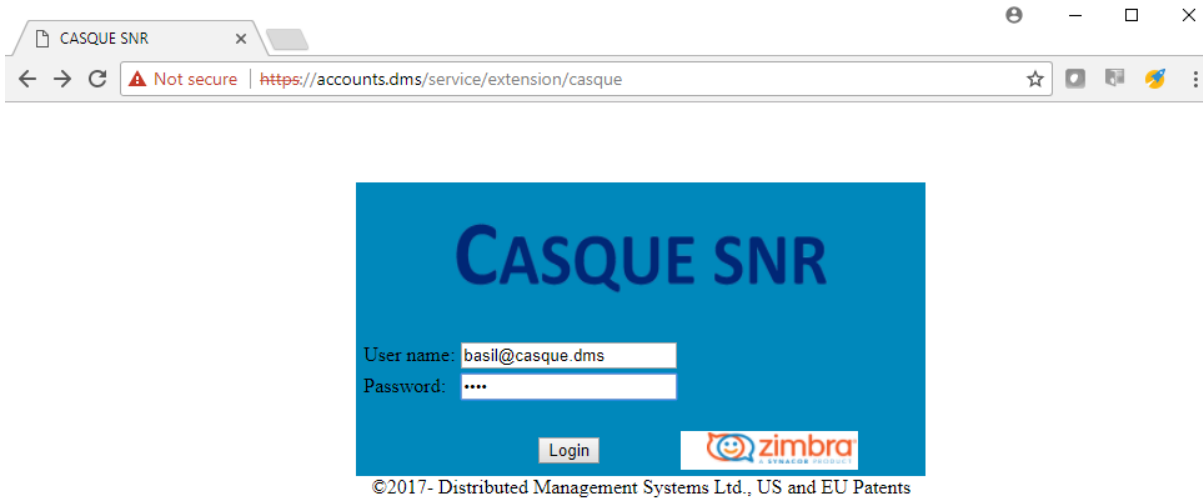 CASQUE SNR
Not secure | https://accounts.dms/service/extension/casque
CASQUE SNR
User name: basil@casque.dms
Password: ••••
Login
zimbra
A SYNACOR PRODUCT
©2017- Distributed Management Systems Ltd., US and EU Patents